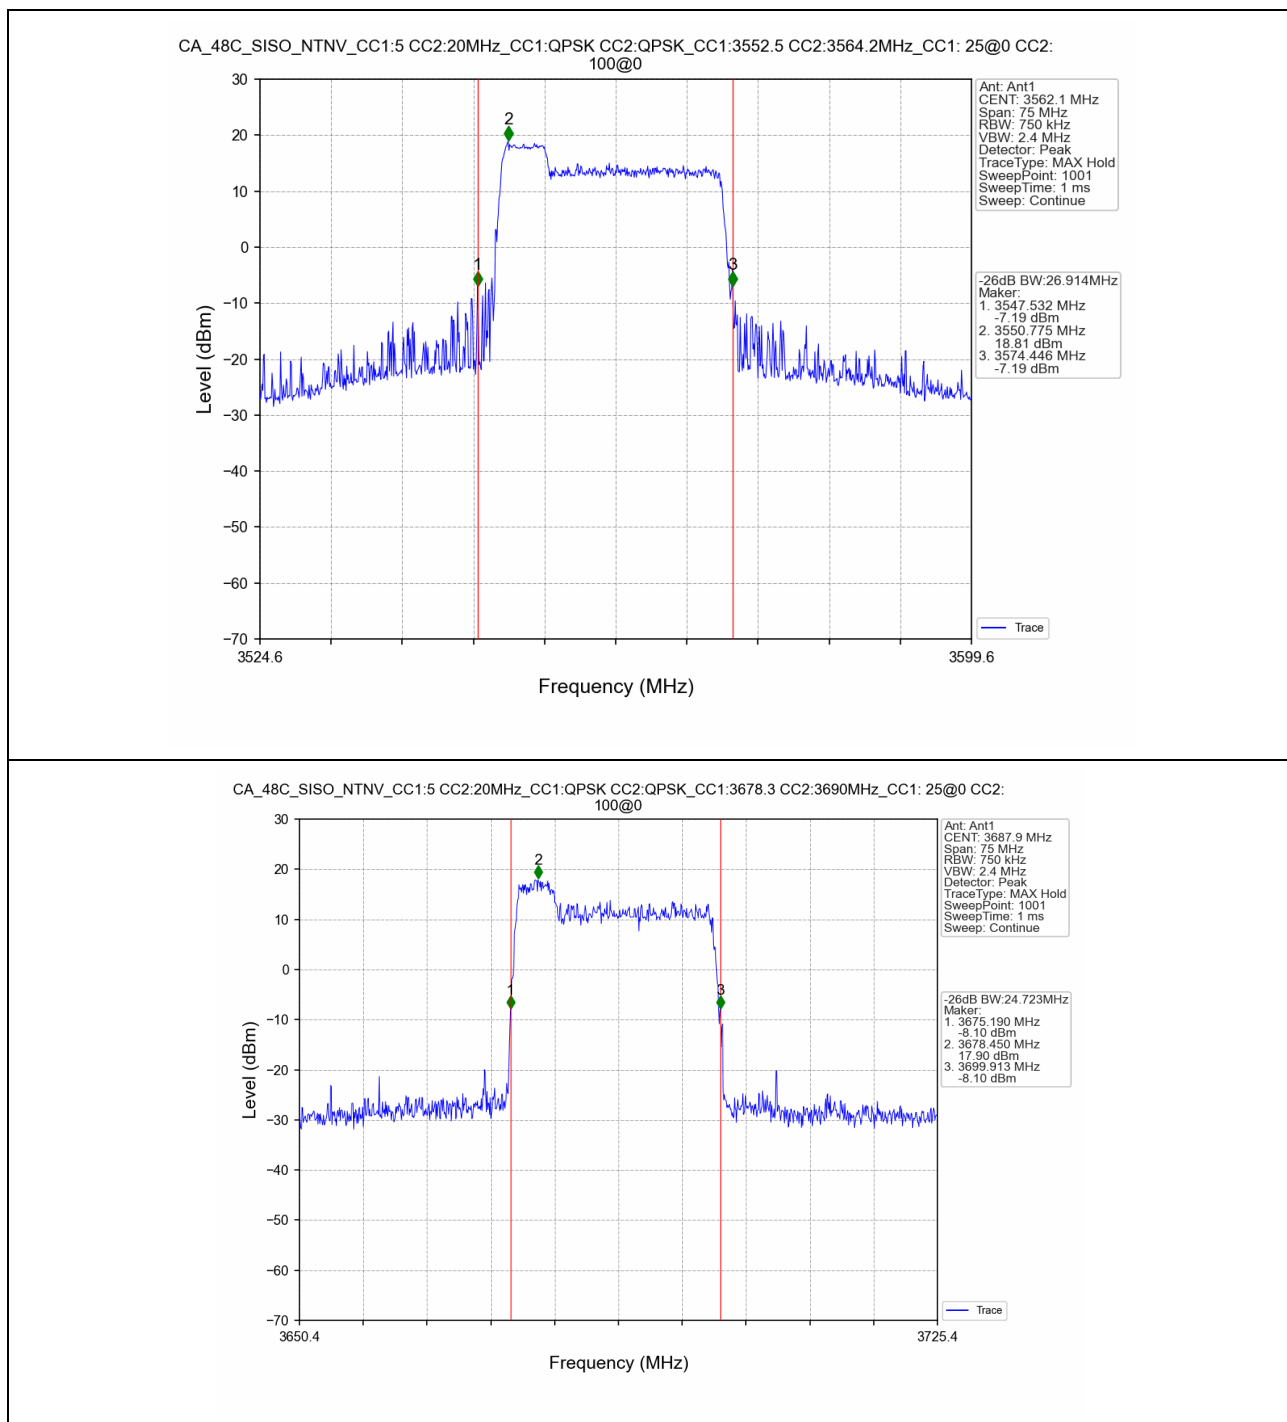 CA_48C_SISO_NTNV_CC1:5 CC2:20MHz_CC1:QPSK CC2:QPSK_CC1:3552.5 CC2:3564.2MHz_CC1: 25@0 CC2:
100@0
30
20
10
0
−10
−20
−30
−40
−50
−60
−70
Level (dBm)
1
2
3
3524.6
3599.6
Frequency (MHz)
Ant: Ant1
CENT: 3562.1 MHz
Span: 75 MHz
RBW: 750 kHz
VBW: 2.4 MHz
Detector: Peak
TraceType: MAX Hold
SweepPoint: 1001
SweepTime: 1 ms
Sweep: Continue
-26dB BW:26.914MHz
Maker:
1. 3547.532 MHz
-7.19 dBm
2. 3550.775 MHz
18.81 dBm
3. 3574.446 MHz
-7.19 dBm
Trace
CA_48C_SISO_NTNV_CC1:5 CC2:20MHz_CC1:QPSK CC2:QPSK_CC1:3678.3 CC2:3690MHz_CC1: 25@0 CC2:
100@0
30
20
10
0
−10
−20
−30
−40
−50
−60
−70
Level (dBm)
1
2
3
3650.4
3725.4
Frequency (MHz)
Ant: Ant1
CENT: 3687.9 MHz
Span: 75 MHz
RBW: 750 kHz
VBW: 2.4 MHz
Detector: Peak
TraceType: MAX Hold
SweepPoint: 1001
SweepTime: 1 ms
Sweep: Continue
-26dB BW:24.723MHz
Maker:
1. 3675.190 MHz
-8.10 dBm
2. 3678.450 MHz
17.90 dBm
3. 3699.913 MHz
-8.10 dBm
Trace